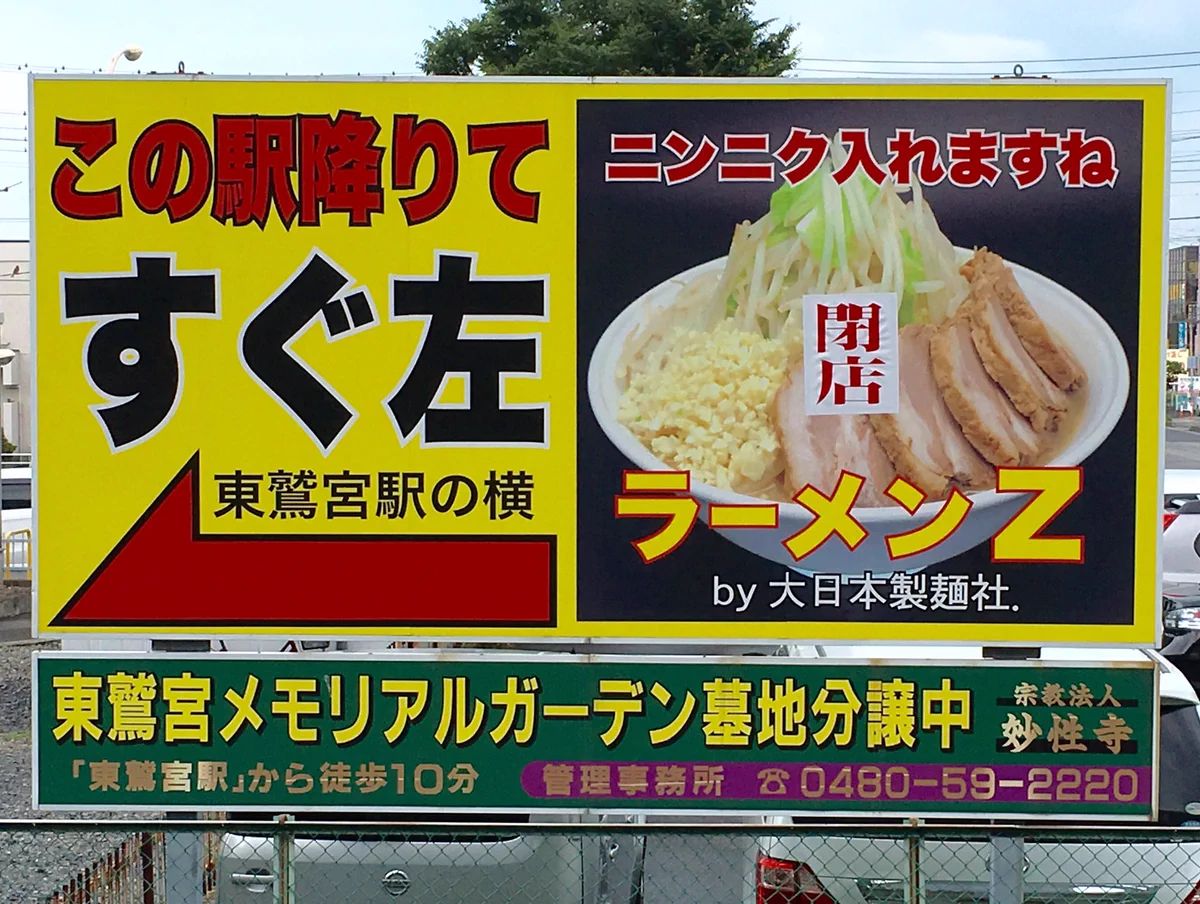 この駅降りて
すぐ左
東鷲宮駅の横
ニンニク入れますね
閉店
ラーメンZ
by 大日本製麺社.
東鷲宮メモリアルガーデン墓地分譲中
宗教法人
妙性寺
「東鷲宮駅」から徒歩10分
管理事務所 ☎0480-59-2220